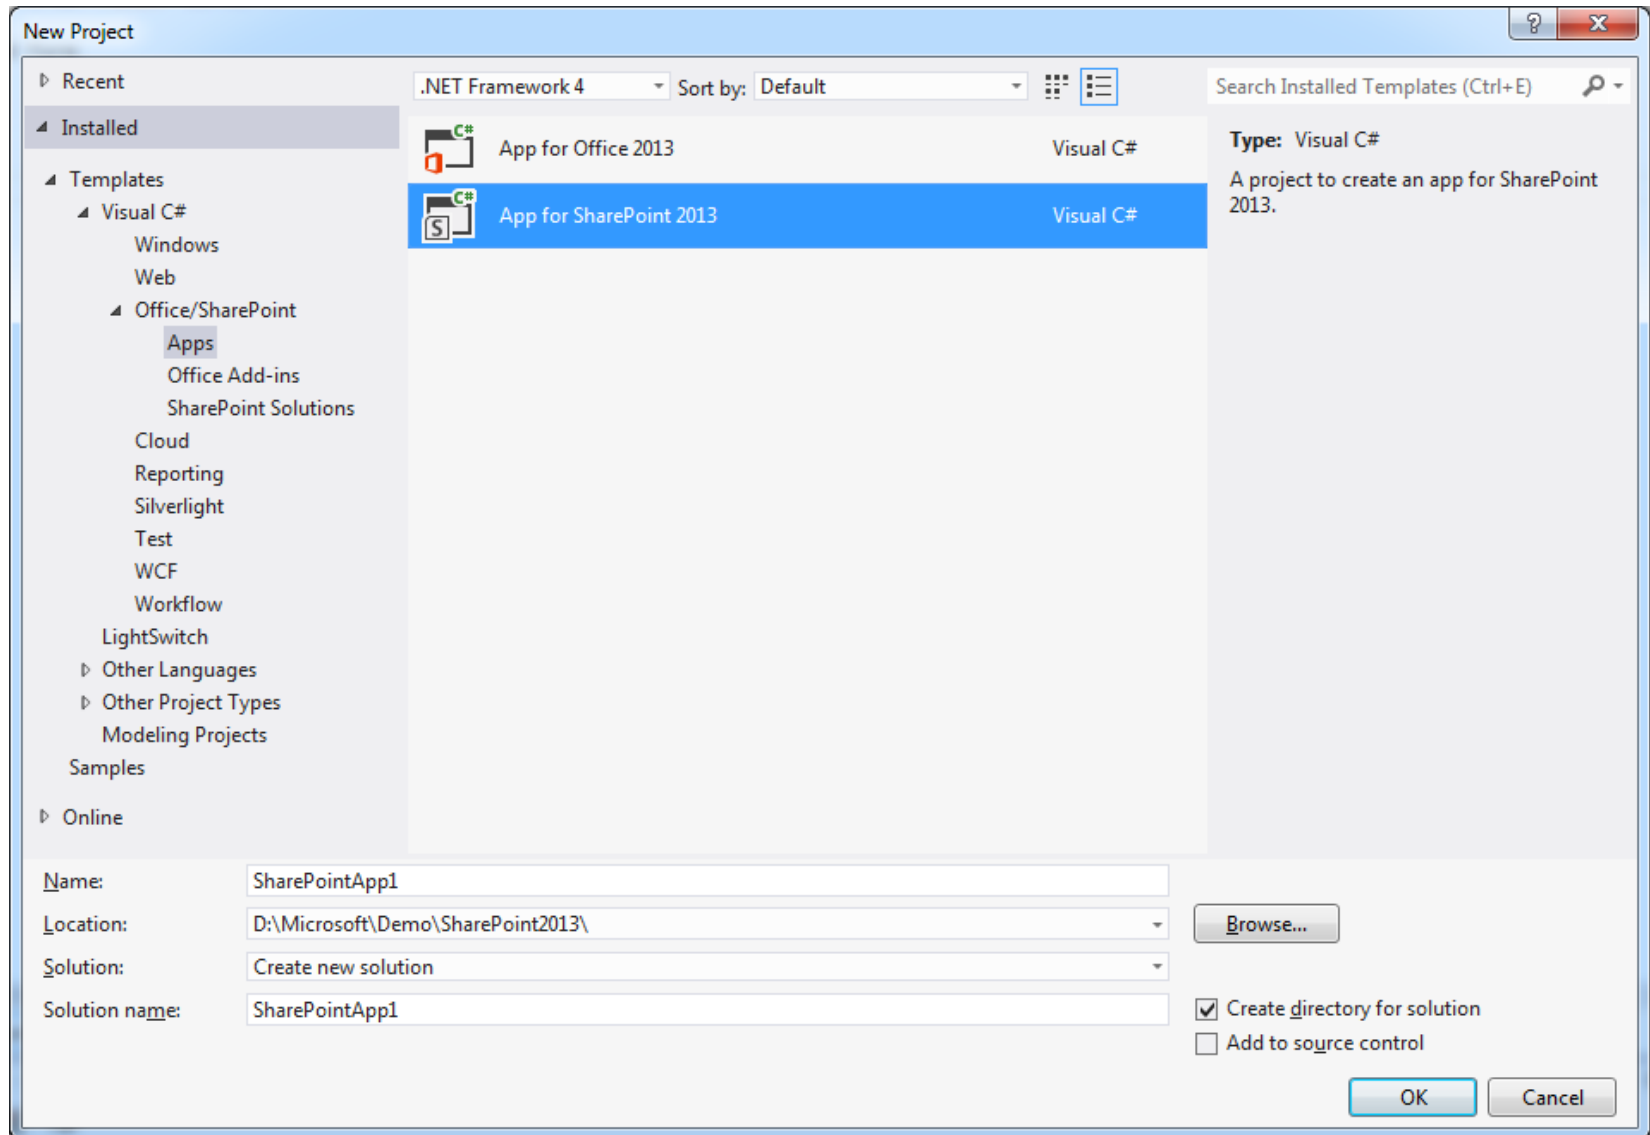 New Project
Recent
.NET Framework 4 Sort by: Default
Search Installed Templates (Ctrl+E)
Installed
Templates
Visual C#
Windows
Web
Office/SharePoint
Apps
Office Add-ins
SharePoint Solutions
Cloud
Reporting
Silverlight
Test
WCF
Workflow
LightSwitch
Other Languages
Other Project Types
Modeling Projects
Samples
Online
C#
App for Office 2013 Visual C#
C#
S
App for SharePoint 2013 Visual C#
Type: Visual C#
A project to create an app for SharePoint
2013.
Name: SharePointApp1
Location: D:\Microsoft\Demo\SharePoint2013\
Browse...
Solution: Create new solution
Solution name: SharePointApp1
Create directory for solution
Add to source control
OK Cancel